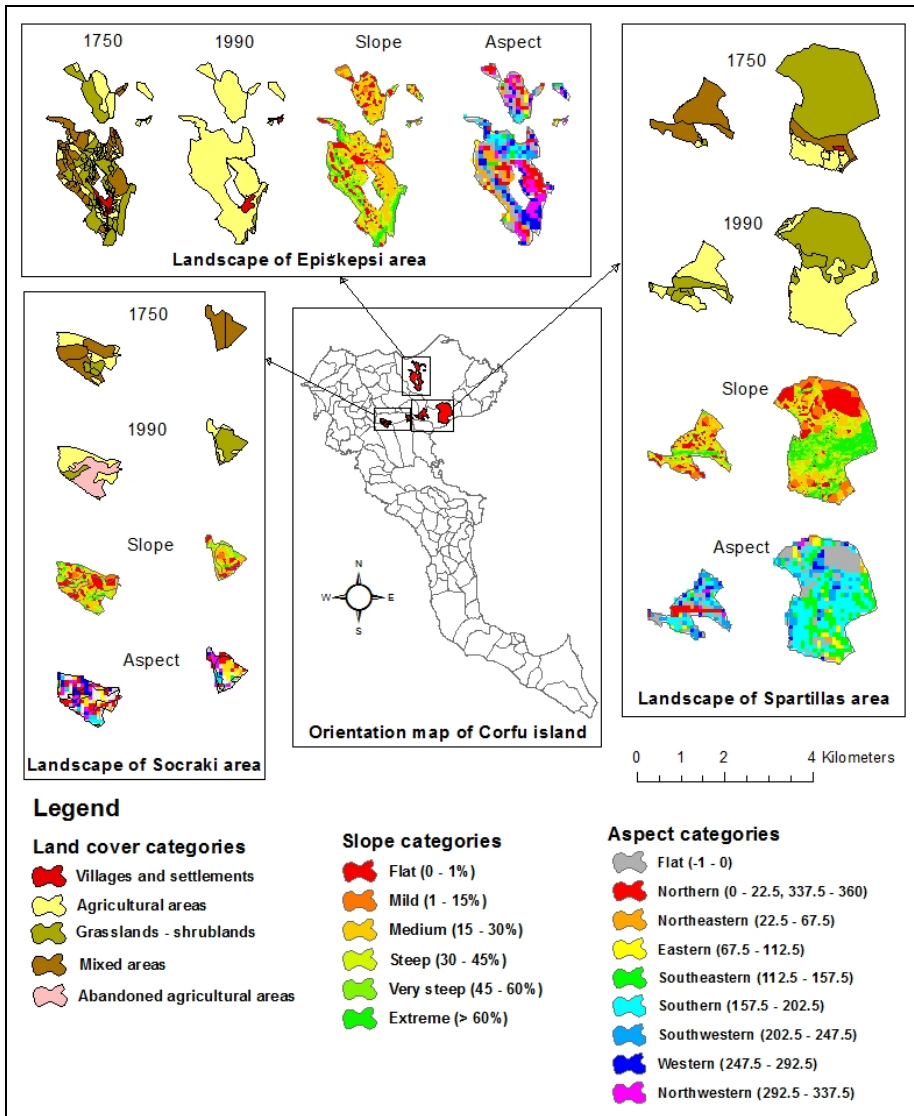 1750
1990
Slope
Aspect
Landscape of Episkepsi area
1750
1990
Slope
Aspect
Landscape of Spartillas area
1750
1990
Slope
Aspect
Landscape of Socraki area
N
W
E
S
Orientation map of Corfu island
0 1 2 4 Kilometers
Legend
Land cover categories
Villages and settlements
Agricultural areas
Grasslands - shrublands
Mixed areas
Abandoned agricultural areas
Slope categories
Flat (0 - 1%)
Mild (1 - 15%)
Medium (15 - 30%)
Steep (30 - 45%)
Very steep (45 - 60%)
Extreme (> 60%)
Aspect categories
Flat (-1 - 0)
Northern (0 - 22.5, 337.5 - 360)
Northeastern (22.5 - 67.5)
Eastern (67.5 - 112.5)
Southeastern (112.5 - 157.5)
Southern (157.5 - 202.5)
Southwestern (202.5 - 247.5)
Western (247.5 - 292.5)
Northwestern (292.5 - 337.5)